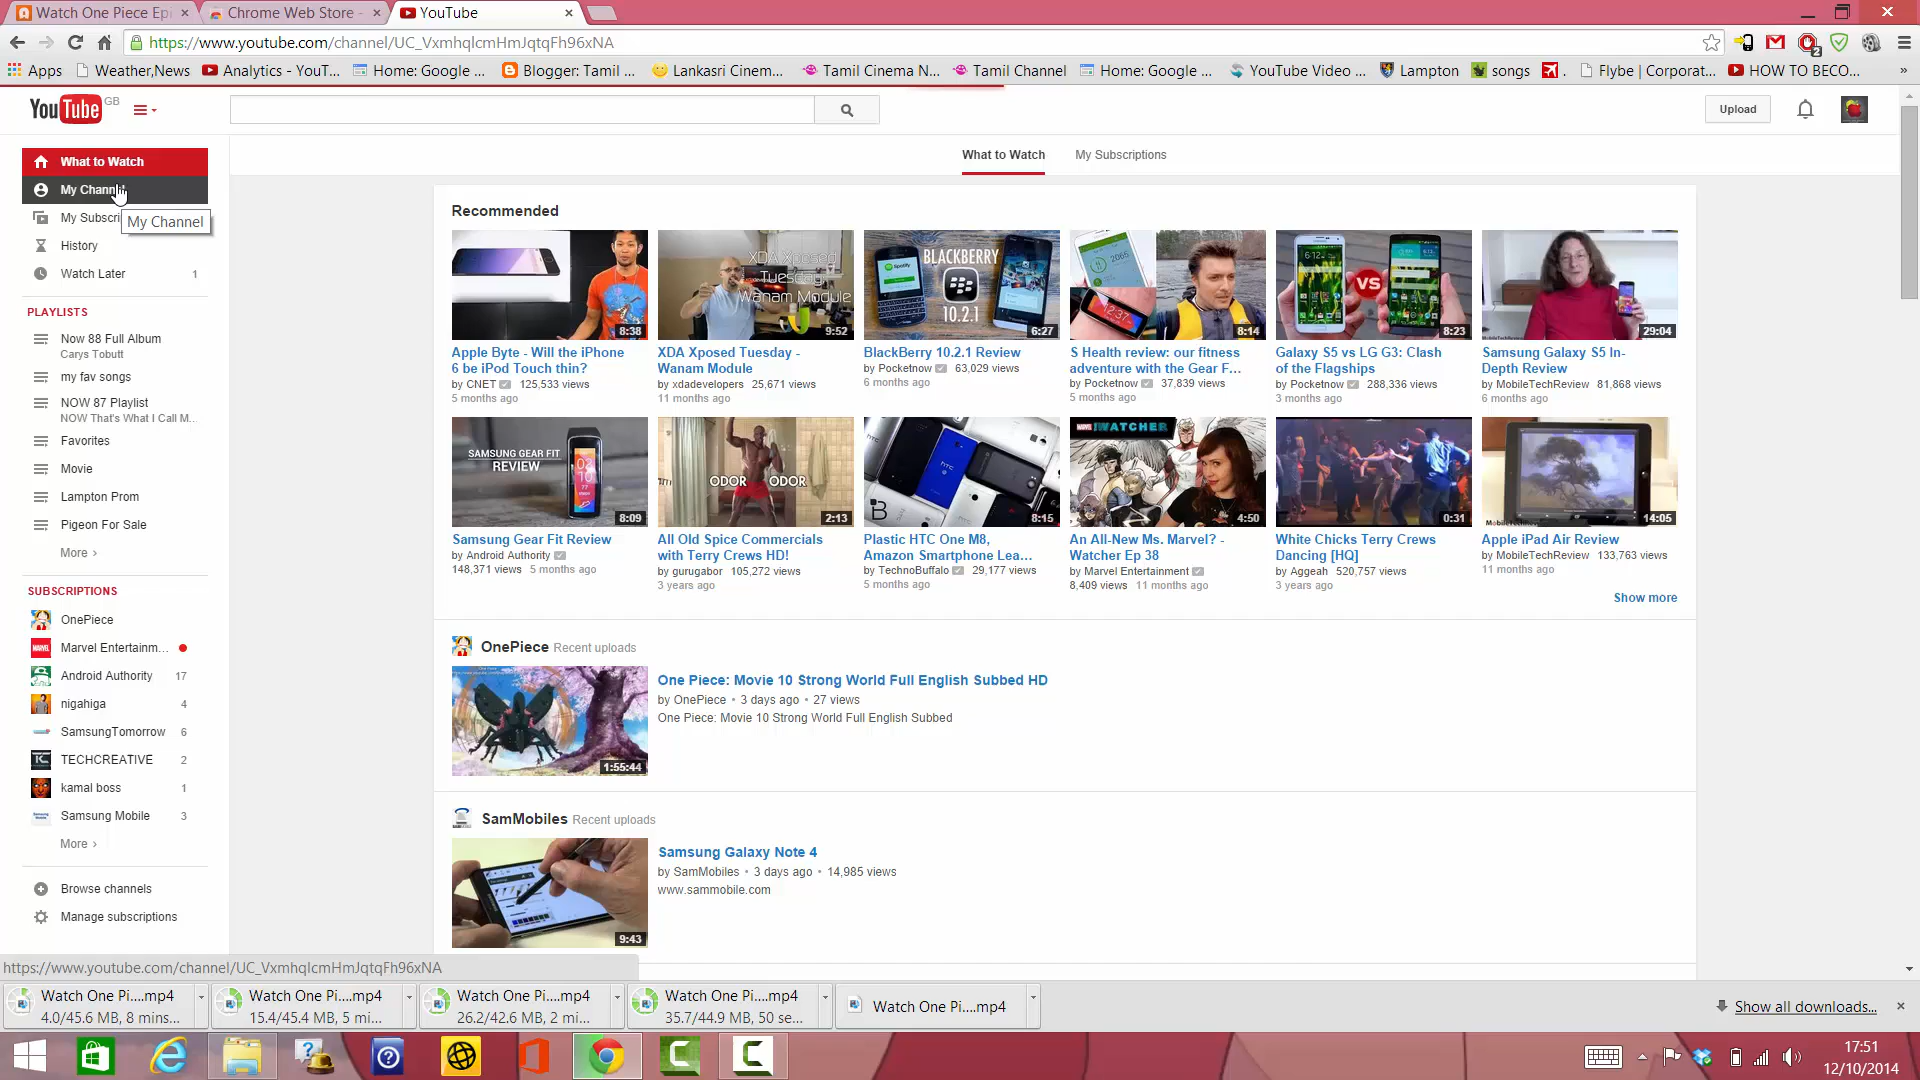 Watch One Piece Epi
Chrome Web Store -
YouTube
https://www.youtube.com/channel/UC_VxmhqlcmHmJqtqFh96xNA
Apps
Weather,News
Analytics - YouT...
Home: Google ...
Blogger: Tamil ...
Lankasri Cinem...
Tamil Cinema N...
Tamil Channel
Home: Google ...
YouTube Video ...
Lampton
songs
.
Flybe | Corporat...
HOW TO BECO...
»
YouTube GB
Upload
What to Watch
My Channel
My Subscri
My Channel
History
Watch Later 1
PLAYLISTS
Now 88 Full Album
Carys Tobutt
my fav songs
NOW 87 Playlist
NOW That's What I Call M...
Favorites
Movie
Lampton Prom
Pigeon For Sale
More ›
SUBSCRIPTIONS
OnePiece
MARVEL
Marvel Entertainm...
Android Authority 17
nigahiga 4
SamsungTomorrow 6
TECHCREATIVE 2
kamal boss 1
Samsung Mobile 3
More ›
Browse channels
Manage subscriptions
What to Watch
My Subscriptions
Recommended
8:38
Apple Byte - Will the iPhone
6 be iPod Touch thin?
by CNET 125,533 views
5 months ago
XDA Xposed
Tuesday
Wanam Module
9:52
XDA Xposed Tuesday -
Wanam Module
by xdadevelopers 25,671 views
11 months ago
BLACKBERRY
10.2.1
Spotify
6:27
BlackBerry 10.2.1 Review
by Pocketnow 63,029 views
6 months ago
2065
12:37
8:14
S Health review: our fitness
adventure with the Gear F...
by Pocketnow 37,839 views
5 months ago
VS
8:23
Galaxy S5 vs LG G3: Clash
of the Flagships
by Pocketnow 288,336 views
3 months ago
MobileTechReview
29:04
Samsung Galaxy S5 In-
Depth Review
by MobileTechReview 81,868 views
6 months ago
SAMSUNG GEAR FIT
REVIEW
8:09
Samsung Gear Fit Review
by Android Authority
148,371 views 5 months ago
ODOR ODOR
2:13
All Old Spice Commercials
with Terry Crews HD!
by gurugabor 105,272 views
3 years ago
8:15
Plastic HTC One M8,
Amazon Smartphone Lea...
by TechnoBuffalo 29,177 views
5 months ago
MARVEL THE WATCHER
4:50
An All-New Ms. Marvel? -
Watcher Ep 38
by Marvel Entertainment
8,409 views 11 months ago
0:31
White Chicks Terry Crews
Dancing [HQ]
by Aggeah 520,757 views
3 years ago
14:05
Apple iPad Air Review
by MobileTechReview 133,763 views
11 months ago
Show more
OnePiece Recent uploads
1:55:44
One Piece: Movie 10 Strong World Full English Subbed HD
by OnePiece • 3 days ago • 27 views
One Piece: Movie 10 Strong World Full English Subbed
SamMobiles Recent uploads
9:43
Samsung Galaxy Note 4
by SamMobiles • 3 days ago • 14,985 views
www.sammobile.com
https://www.youtube.com/channel/UC_VxmhqlcmHmJqtqFh96xNA
Watch One Pi....mp4
4.0/45.6 MB, 8 mins...
Watch One Pi....mp4
15.4/45.4 MB, 5 mi...
Watch One Pi....mp4
26.2/42.6 MB, 2 mi...
Watch One Pi....mp4
35.7/44.9 MB, 50 se...
Watch One Pi....mp4
Show all downloads...
17:51
12/10/2014